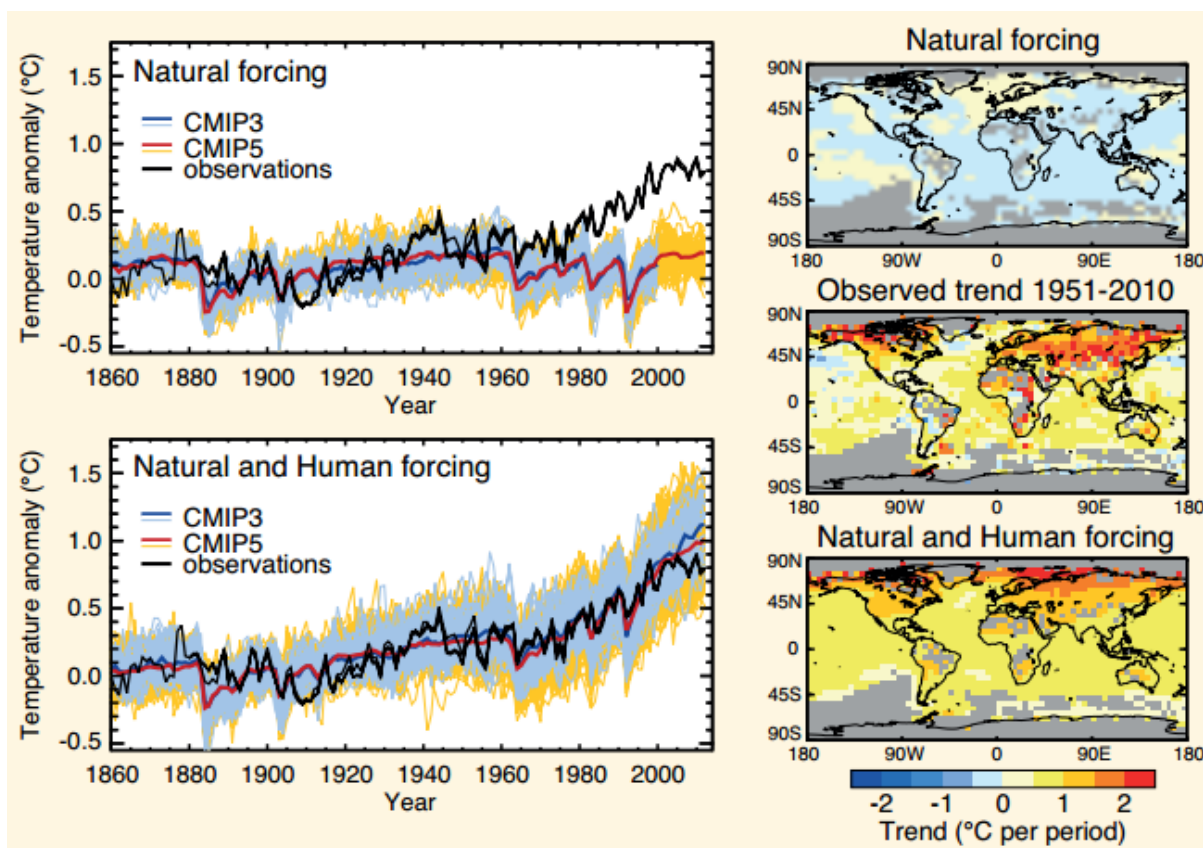 Natural forcing
CMIP3
CMIP5
observations
Temperature anomaly (°C)
1.5
1.0
0.5
0.0
-0.5
1860 1880 1900 1920 1940 1960 1980 2000
Year
Natural and Human forcing
CMIP3
CMIP5
observations
Temperature anomaly (°C)
1.5
1.0
0.5
0.0
-0.5
1860 1880 1900 1920 1940 1960 1980 2000
Year
Natural forcing
90N
45N
0
45S
90S
180 90W 0 90E 180
Observed trend 1951-2010
90N
45N
0
45S
90S
180 90W 0 90E 180
Natural and Human forcing
90N
45N
0
45S
90S
180 90W 0 90E 180
-2 -1 0 1 2
Trend (°C per period)